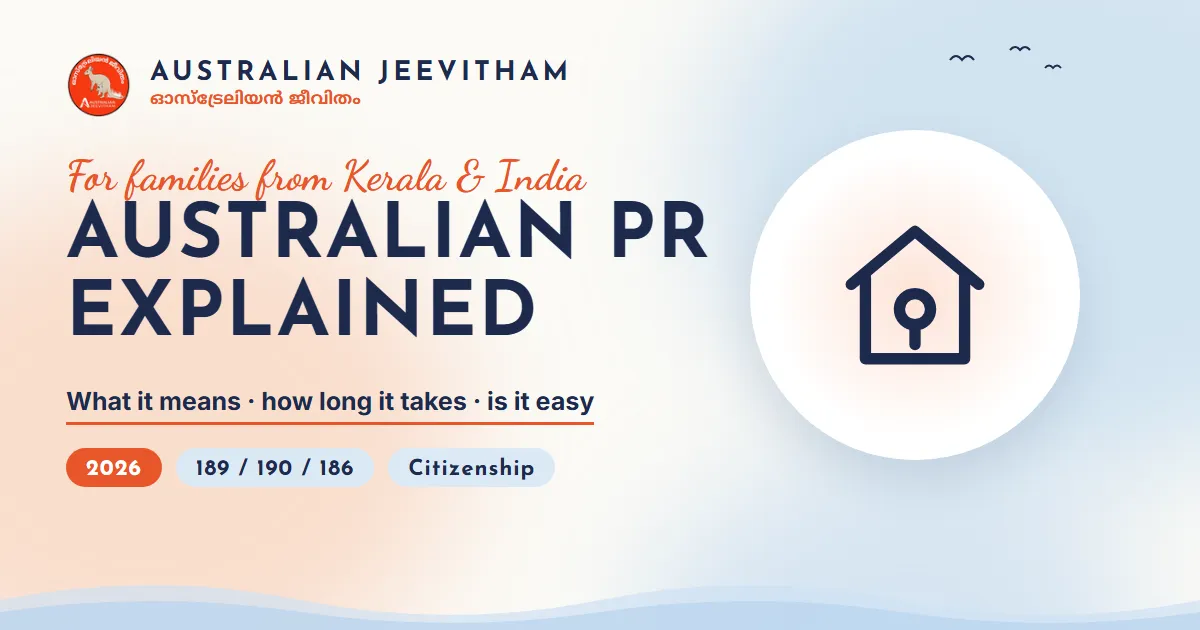 AUSTRALIAN JEEVITHAM
ഓസ്ട്രേലിയൻ ജീവിതം
For families from Kerala & India
AUSTRALIAN PR
EXPLAINED
What it means · how long it takes · is it easy
2026
189 / 190 / 186
Citizenship